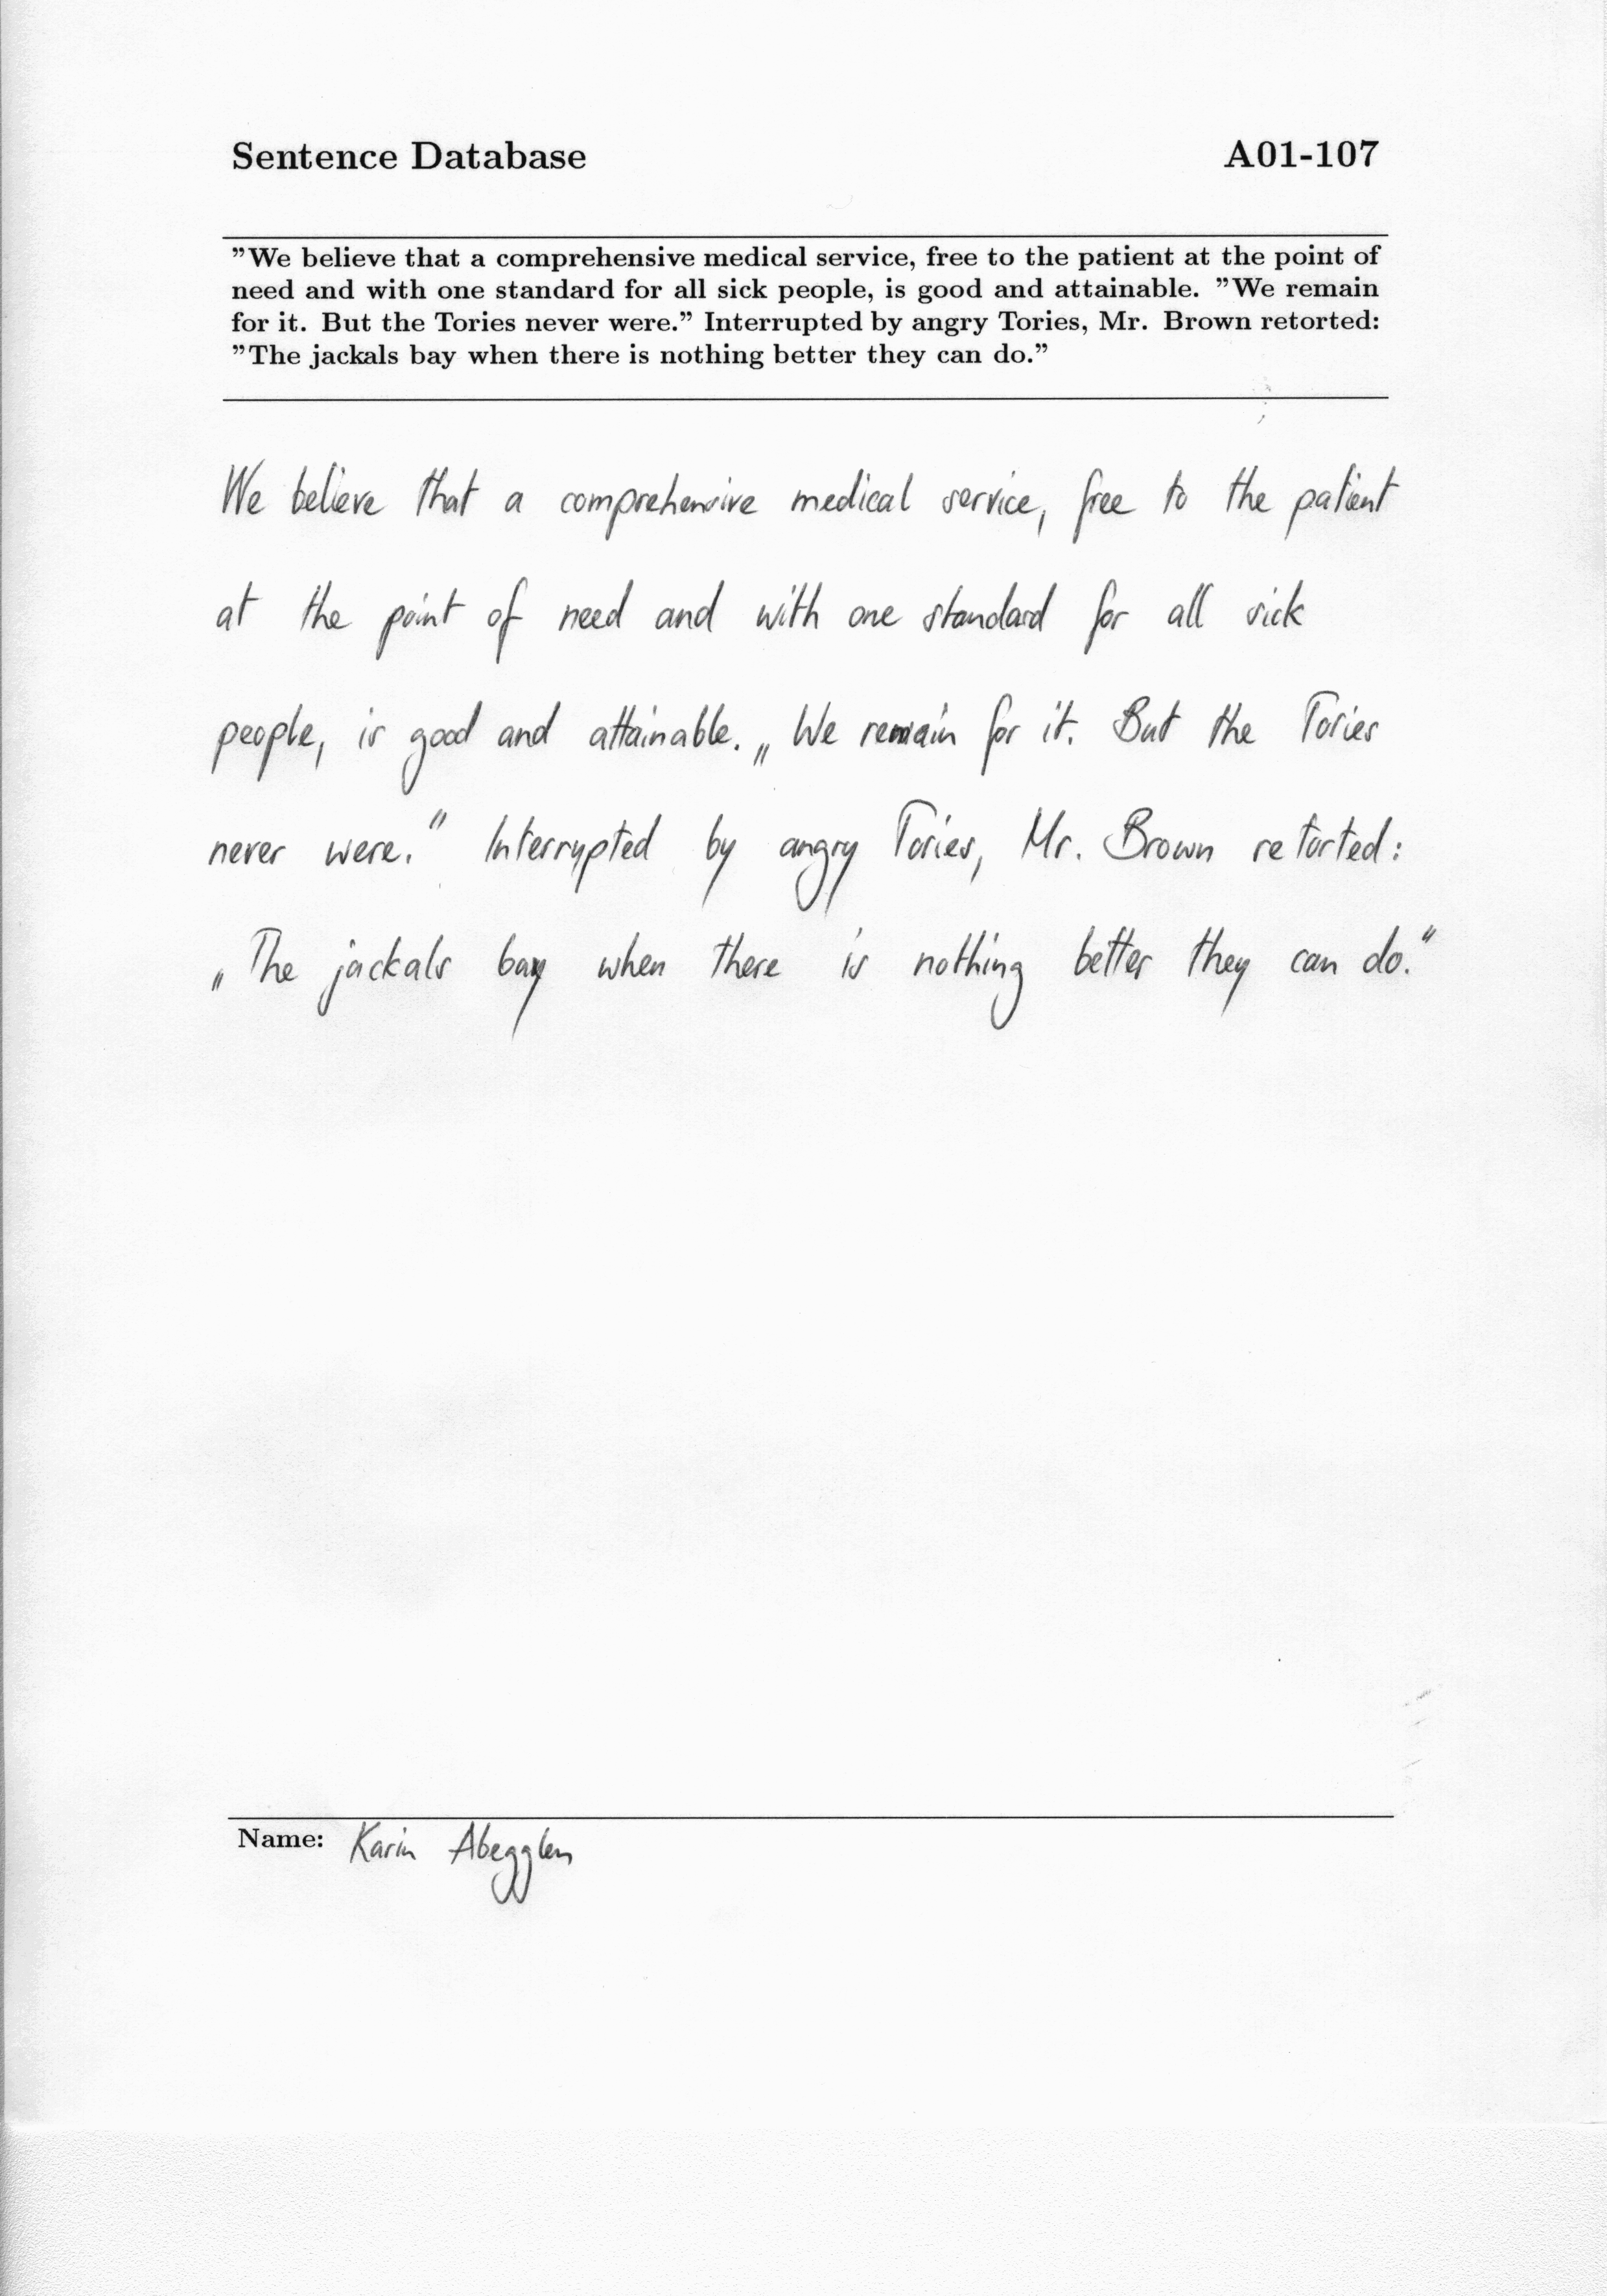 Sentence Database A01-107
"We believe that a comprehensive medical service, free to the patient at the point of
need and with one standard for all sick people, is good and attainable. "We remain
for it. But the Tories never were." Interrupted by angry Tories, Mr. Brown retorted:
"The jackals bay when there is nothing better they can do."
We believe that a comprehensive medical service, free to the patient
at the point of need and with one standard for all sick
people, is good and attainable. „We remain for it. But the Tories
never were." Interrupted by angry Tories, Mr. Brown retorted:
„The jackals bay when there is nothing better they can do."
Name: Karin Abegglen